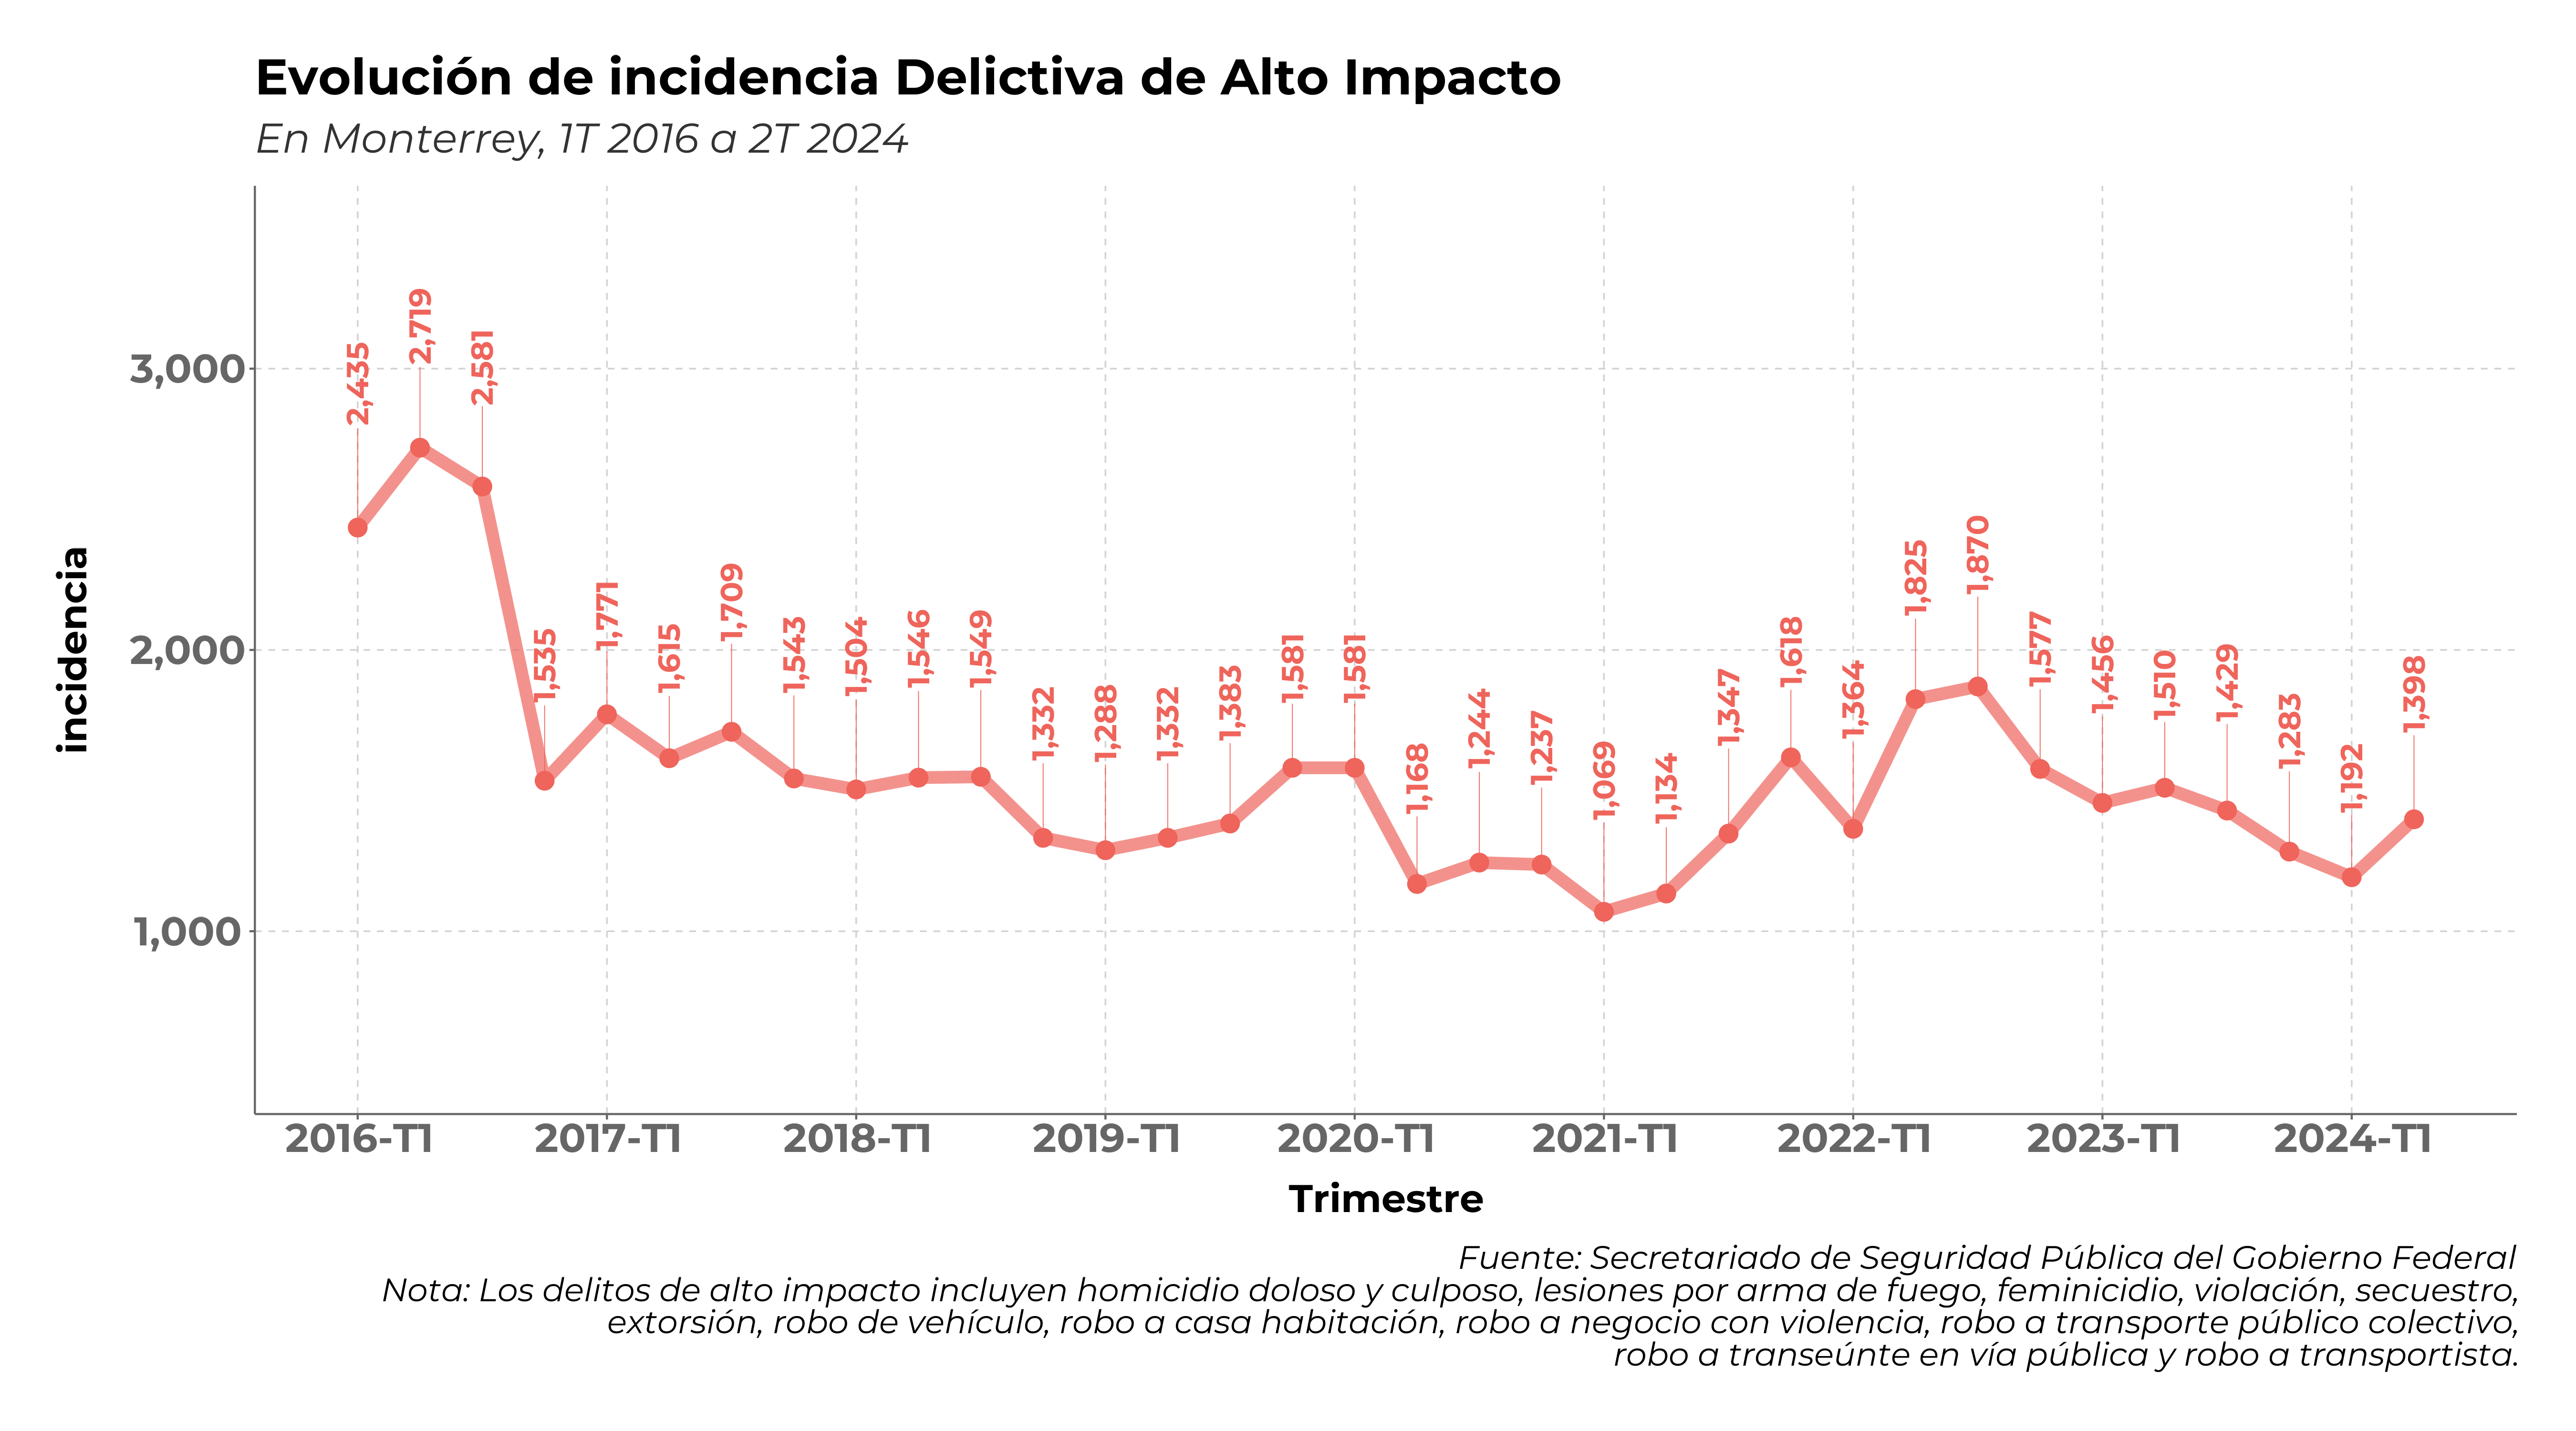 Evolución de incidencia Delictiva de Alto Impacto
En Monterrey, 1T 2016 a 2T 2024
incidencia
3,000
2,000
1,000
2,435
2,719
2,581
1,535
1,771
1,615
1,709
1,543
1,504
1,546
1,549
1,332
1,288
1,332
1,383
1,581
1,581
1,168
1,244
1,237
1,069
1,134
1,347
1,618
1,364
1,825
1,870
1,577
1,456
1,510
1,429
1,283
1,192
1,398
2016-T1
2017-T1
2018-T1
2019-T1
2020-T1
2021-T1
2022-T1
2023-T1
2024-T1
Trimestre
Fuente: Secretariado de Seguridad Pública del Gobierno Federal
Nota: Los delitos de alto impacto incluyen homicidio doloso y culposo, lesiones por arma de fuego, feminicidio, violación, secuestro,
extorsión, robo de vehículo, robo a casa habitación, robo a negocio con violencia, robo a transporte público colectivo,
robo a transeúnte en vía pública y robo a transportista.